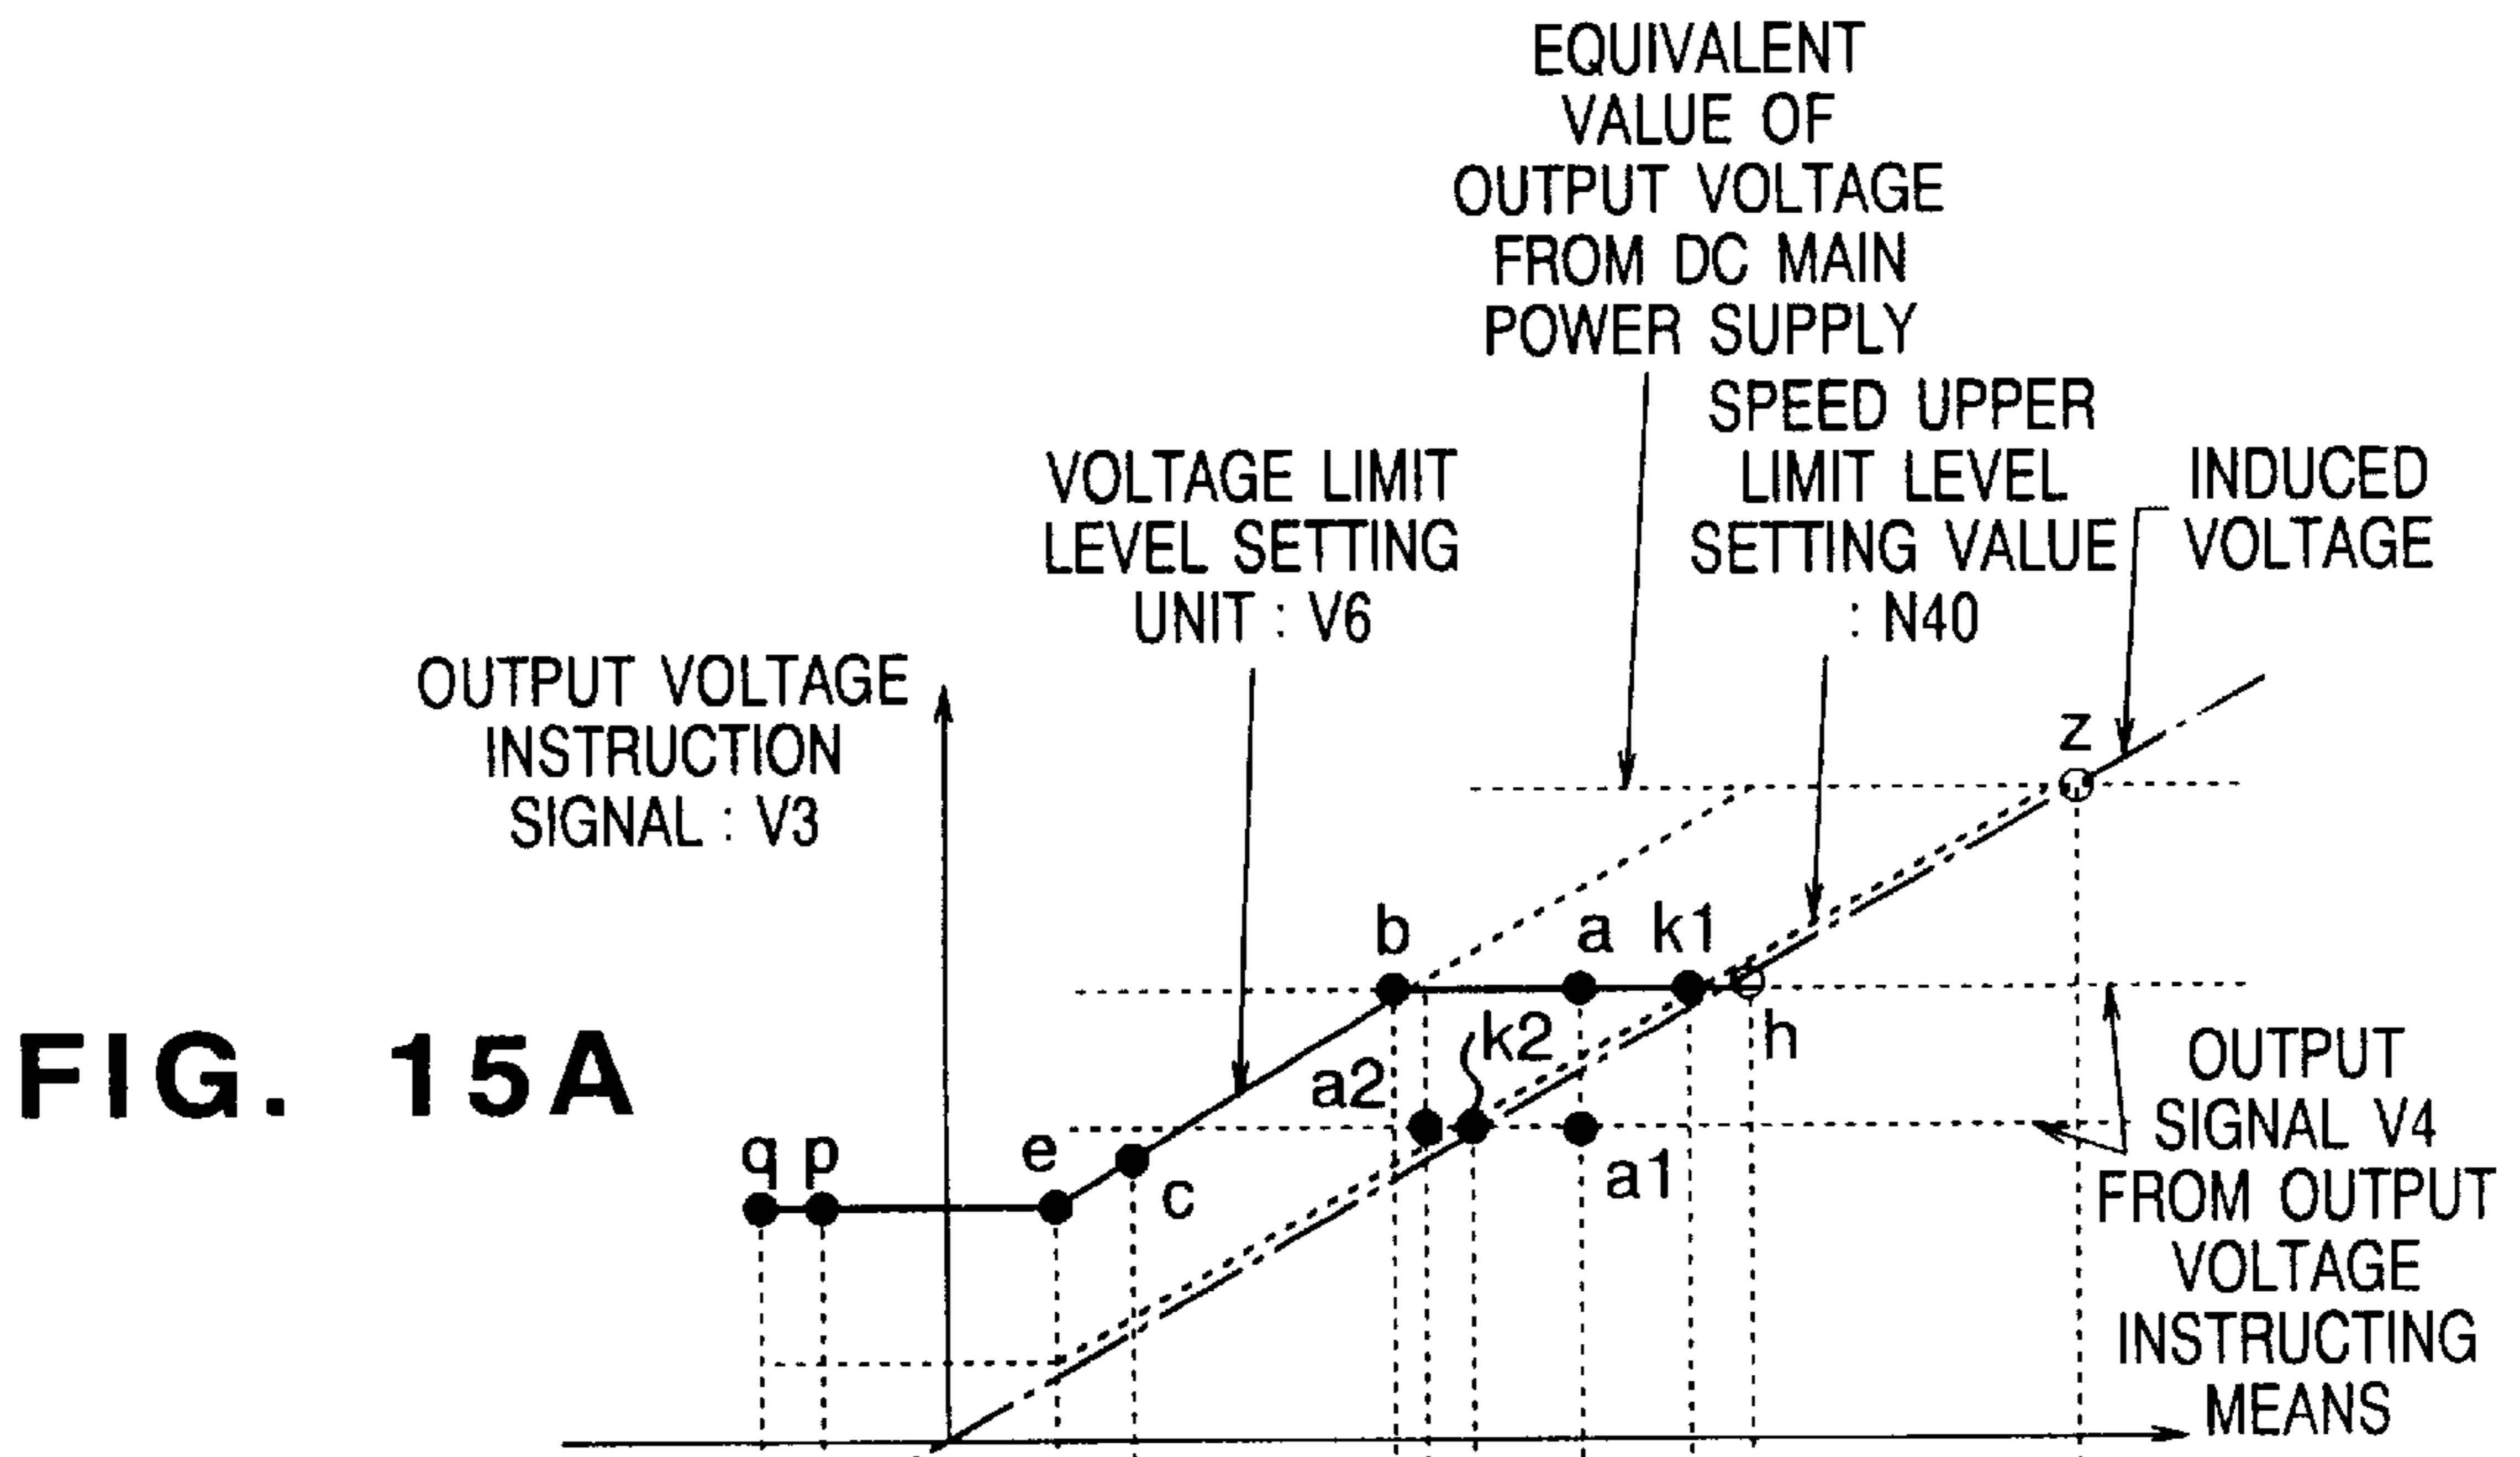 EQUIVALENT
VALUE OF
OUTPUT VOLTAGE
FROM DC MAIN
POWER SUPPLY
SPEED UPPER
LIMIT LEVEL
SETTING VALUE
: N40
INDUCED
VOLTAGE
VOLTAGE LIMIT
LEVEL SETTING
UNIT : V6
OUTPUT VOLTAGE
INSTRUCTION
SIGNAL : V3
z
b a k1
k2 h
a2
FIG. 15A
q p e
c
a1
OUTPUT
SIGNAL V4
FROM OUTPUT
VOLTAGE
INSTRUCTING
MEANS